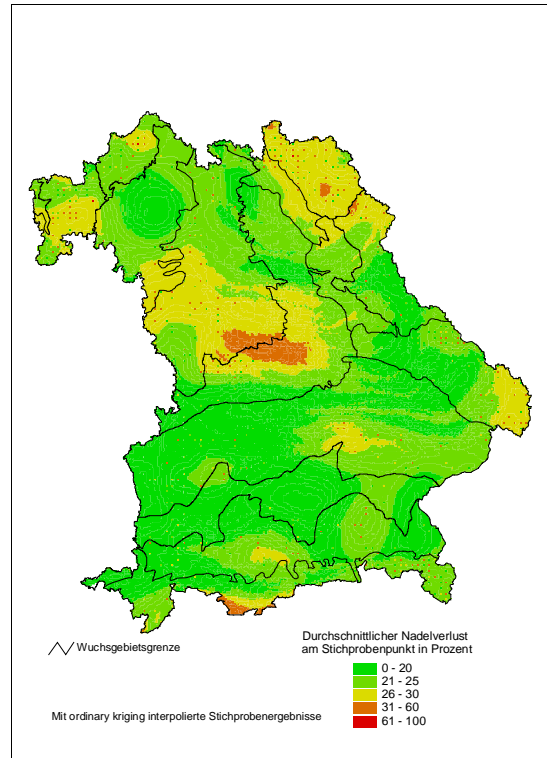 Wuchsgebietsgrenze
Durchschnittlicher Nadelverlust
am Stichprobenpunkt in Prozent
0 - 20
21 - 25
26 - 30
31 - 60
61 - 100
Mit ordinary kriging interpolierte Stichprobenergebnisse